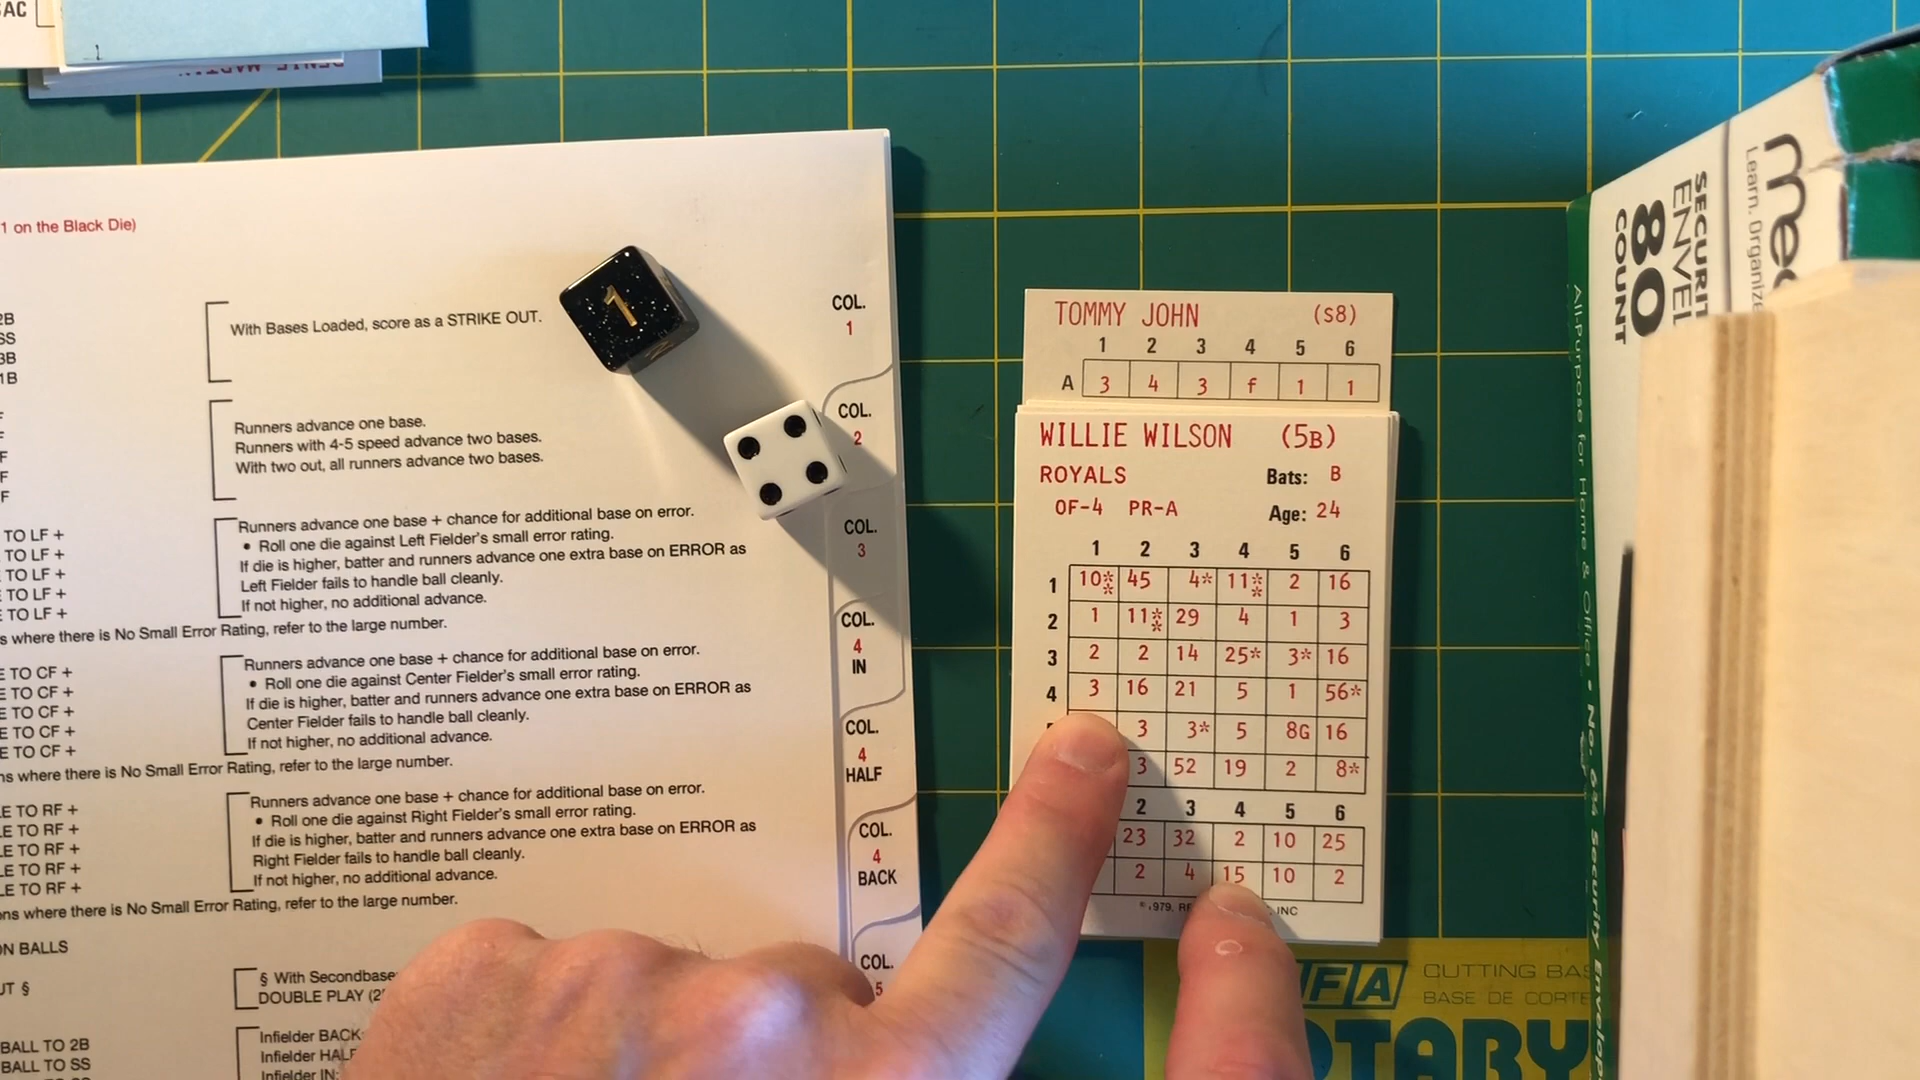 SAC
1 on the Black Die)
2B
SS
3B
1B
With Bases Loaded, score as a STRIKE OUT.
F
F
F
F
F
Runners advance one base.
Runners with 4-5 speed advance two bases.
With two out, all runners advance two bases.
TO LF +
TO LF +
TO LF +
TO LF +
TO LF +
Runners advance one base + chance for additional base on error.
• Roll one die against Left Fielder's small error rating.
If die is higher, batter and runners advance one extra base on ERROR as
Left Fielder fails to handle ball cleanly.
If not higher, no additional advance.
s where there is No Small Error Rating, refer to the large number.
E TO CF +
E TO CF +
E TO CF +
E TO CF +
E TO CF +
Runners advance one base + chance for additional base on error.
• Roll one die against Center Fielder's small error rating.
If die is higher, batter and runners advance one extra base on ERROR as
Center Fielder fails to handle ball cleanly.
If not higher, no additional advance.
ns where there is No Small Error Rating, refer to the large number.
LE TO RF +
LE TO RF +
LE TO RF +
LE TO RF +
LE TO RF +
Runners advance one base + chance for additional base on error.
• Roll one die against Right Fielder's small error rating.
If die is higher, batter and runners advance one extra base on ERROR as
Right Fielder fails to handle ball cleanly.
If not higher, no additional advance.
ons where there is No Small Error Rating, refer to the large number.
ON BALLS
UT §
§ With Secondbase
DOUBLE PLAY (2
BALL TO 2B
BALL TO SS
Infielder BACK:
Infielder HALF
Infielder IN:
COL.
1
COL.
2
COL.
3
COL.
4
IN
COL.
4
HALF
COL.
4
BACK
COL.
5
1
TOMMY JOHN (S8)
1 2 3 4 5 6
A 3 4 3 f 1 1
WILLIE WILSON (5B)
ROYALS Bats: B
OF-4 PR-A Age: 24
1 2 3 4 5 6
1 10** 45 4* 11** 2 16
2 1 11** 29 4 1 3
3 2 2 14 25* 3* 16
4 3 16 21 5 1 56*
3 3* 5 8G 16
3 52 19 2 8*
2 3 4 5 6
23 32 2 10 25
2 4 15 10 2
INC
FA
CUTTING BAS
BASE DE CORTE
OTARY
Mea
Learn. Organize
SECURIT
ENVEL
80
COUNT
All-Purpose for Home & Office • No. 6 3/4 Security Envelopes